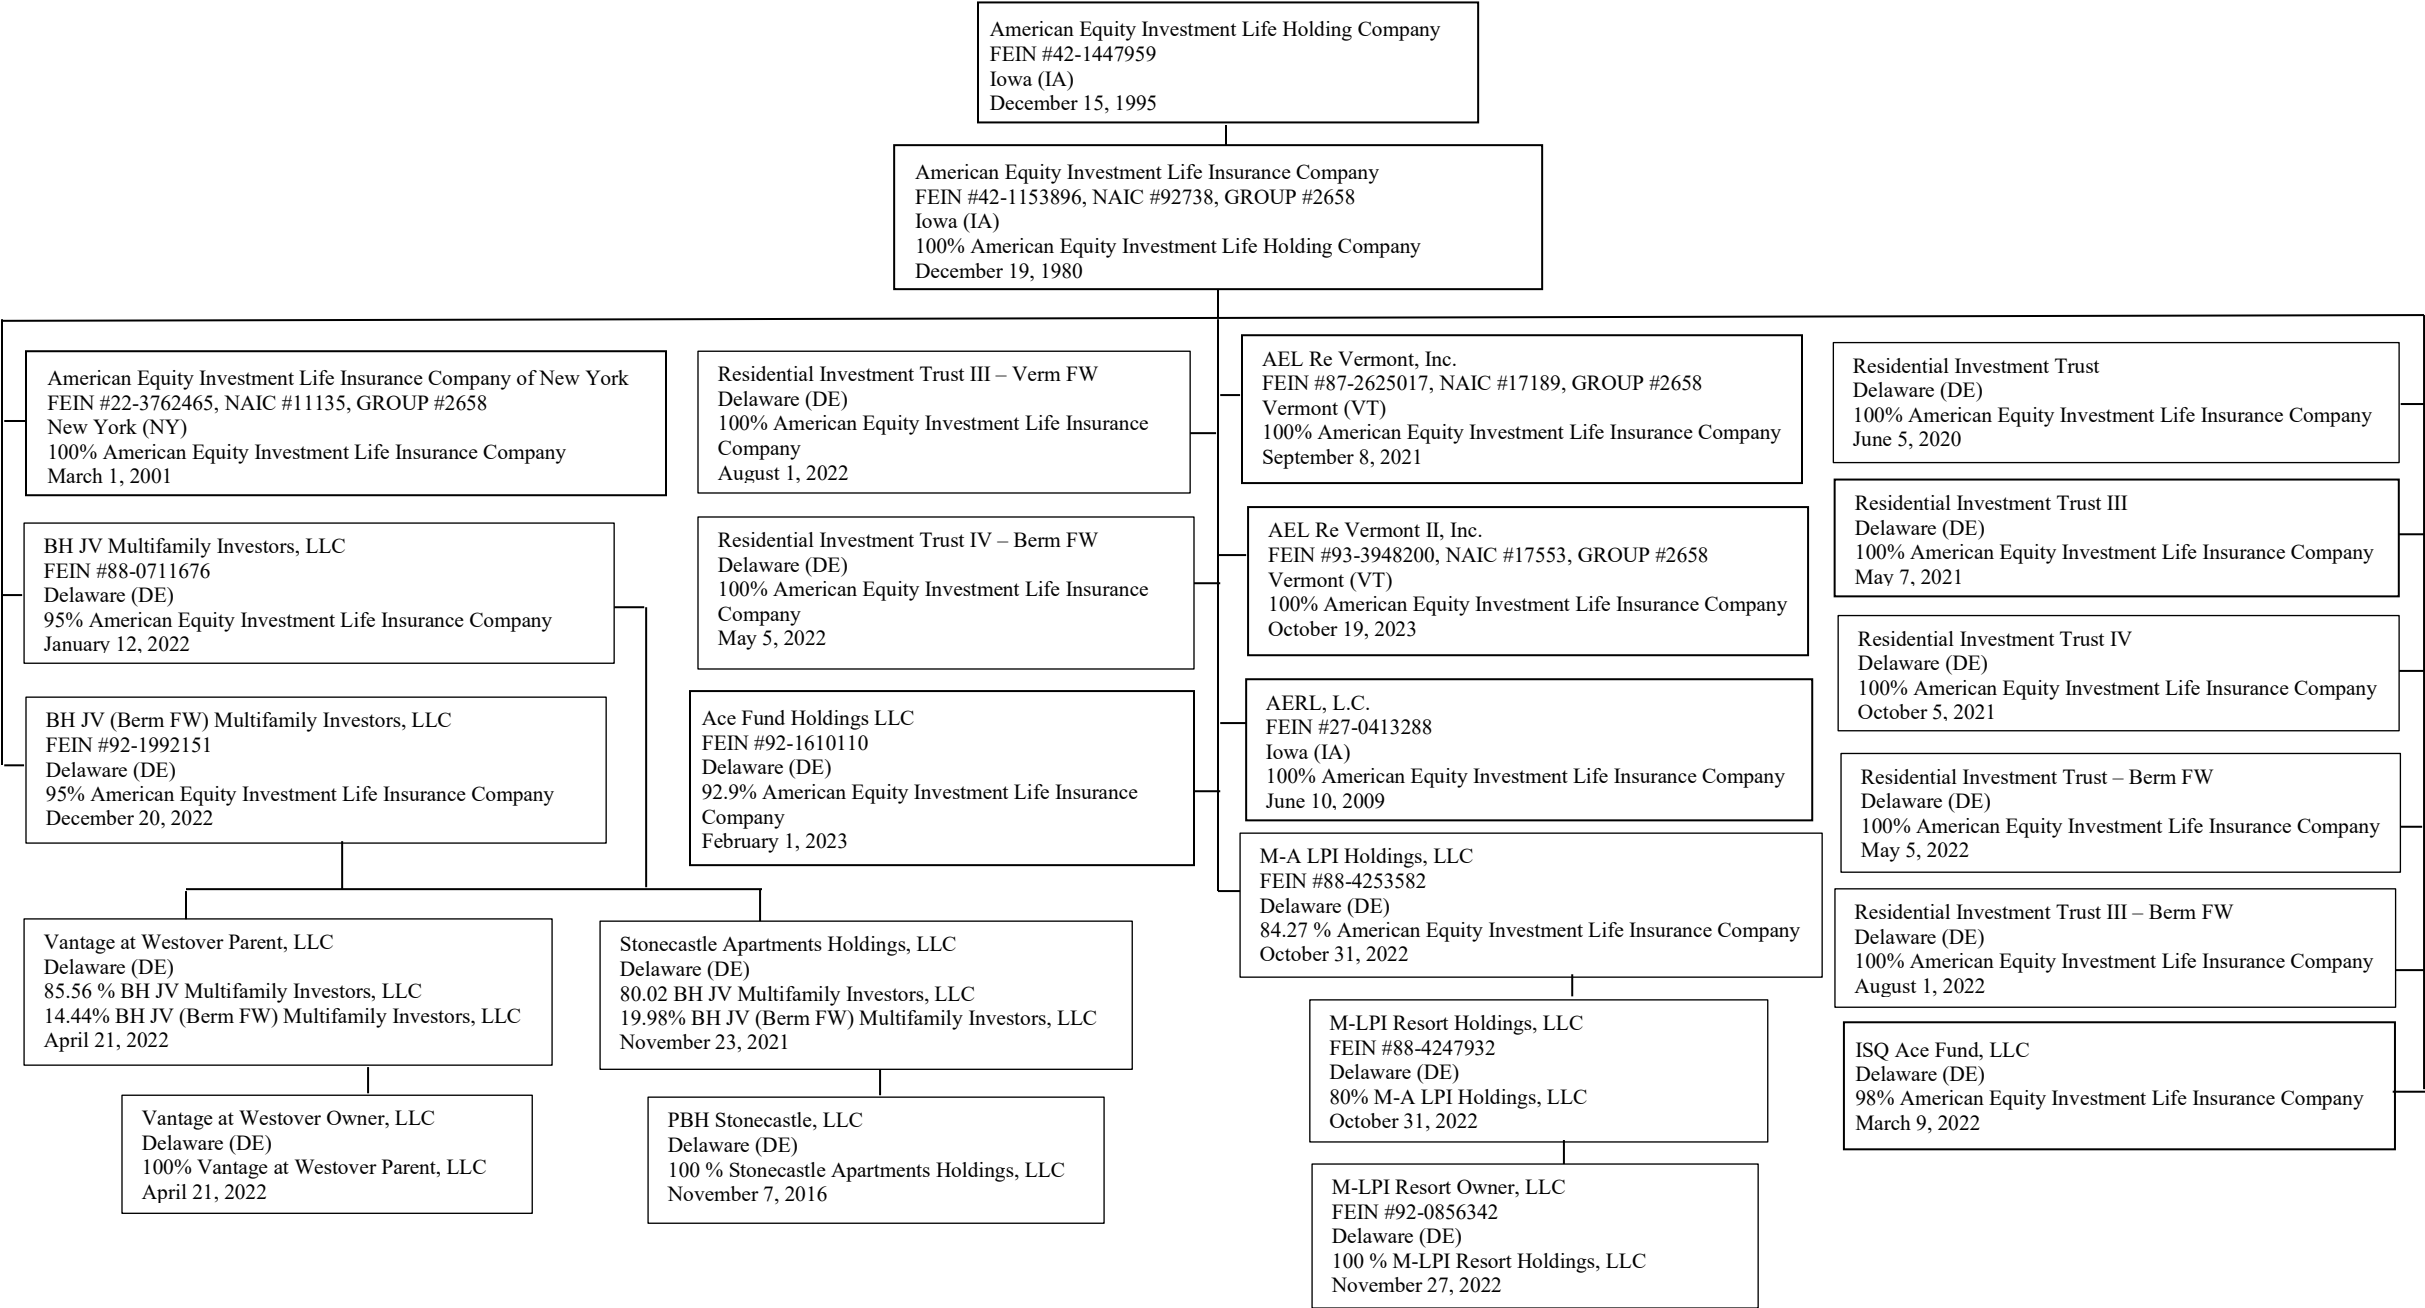 American Equity Investment Life Holding Company
FEIN #42-1447959
Iowa (IA)
December 15, 1995
American Equity Investment Life Insurance Company
FEIN #42-1153896, NAIC #92738, GROUP #2658
Iowa (IA)
100% American Equity Investment Life Holding Company
December 19, 1980
American Equity Investment Life Insurance Company of New York
FEIN #22-3762465, NAIC #11135, GROUP #2658
New York (NY)
100% American Equity Investment Life Insurance Company
March 1, 2001
BH JV Multifamily Investors, LLC
FEIN #88-0711676
Delaware (DE)
95% American Equity Investment Life Insurance Company
January 12, 2022
BH JV (Berm FW) Multifamily Investors, LLC
FEIN #92-1992151
Delaware (DE)
95% American Equity Investment Life Insurance Company
December 20, 2022
Vantage at Westover Parent, LLC
Delaware (DE)
85.56 % BH JV Multifamily Investors, LLC
14.44% BH JV (Berm FW) Multifamily Investors, LLC
April 21, 2022
Vantage at Westover Owner, LLC
Delaware (DE)
100% Vantage at Westover Parent, LLC
April 21, 2022
Stonecastle Apartments Holdings, LLC
Delaware (DE)
80.02 BH JV Multifamily Investors, LLC
19.98% BH JV (Berm FW) Multifamily Investors, LLC
November 23, 2021
PBH Stonecastle, LLC
Delaware (DE)
100 % Stonecastle Apartments Holdings, LLC
November 7, 2016
Residential Investment Trust III – Verm FW
Delaware (DE)
100% American Equity Investment Life Insurance
Company
August 1, 2022
Residential Investment Trust IV – Berm FW
Delaware (DE)
100% American Equity Investment Life Insurance
Company
May 5, 2022
Ace Fund Holdings LLC
FEIN #92-1610110
Delaware (DE)
92.9% American Equity Investment Life Insurance
Company
February 1, 2023
AEL Re Vermont, Inc.
FEIN #87-2625017, NAIC #17189, GROUP #2658
Vermont (VT)
100% American Equity Investment Life Insurance Company
September 8, 2021
AEL Re Vermont II, Inc.
FEIN #93-3948200, NAIC #17553, GROUP #2658
Vermont (VT)
100% American Equity Investment Life Insurance Company
October 19, 2023
AERL, L.C.
FEIN #27-0413288
Iowa (IA)
100% American Equity Investment Life Insurance Company
June 10, 2009
M-A LPI Holdings, LLC
FEIN #88-4253582
Delaware (DE)
84.27 % American Equity Investment Life Insurance Company
October 31, 2022
M-LPI Resort Holdings, LLC
FEIN #88-4247932
Delaware (DE)
80% M-A LPI Holdings, LLC
October 31, 2022
M-LPI Resort Owner, LLC
FEIN #92-0856342
Delaware (DE)
100 % M-LPI Resort Holdings, LLC
November 27, 2022
Residential Investment Trust
Delaware (DE)
100% American Equity Investment Life Insurance Company
June 5, 2020
Residential Investment Trust III
Delaware (DE)
100% American Equity Investment Life Insurance Company
May 7, 2021
Residential Investment Trust IV
Delaware (DE)
100% American Equity Investment Life Insurance Company
October 5, 2021
Residential Investment Trust – Berm FW
Delaware (DE)
100% American Equity Investment Life Insurance Company
May 5, 2022
Residential Investment Trust III – Berm FW
Delaware (DE)
100% American Equity Investment Life Insurance Company
August 1, 2022
ISQ Ace Fund, LLC
Delaware (DE)
98% American Equity Investment Life Insurance Company
March 9, 2022